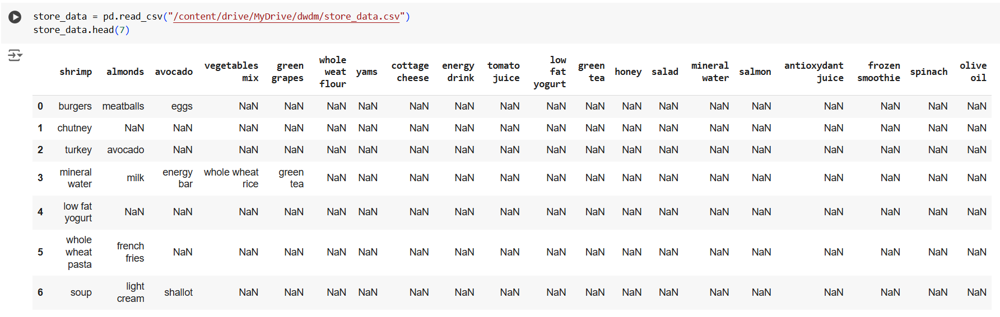 store_data = pd.read_csv("/content/drive/MyDrive/dwdm/store_data.csv")
store_data.head(7)
shrimp almonds avocado vegetables mix green grapes whole weat flour yams cottage cheese energy drink tomato juice low fat yogurt green tea honey salad mineral water salmon antioxydant juice frozen smoothie spinach olive oil
0 burgers meatballs eggs NaN NaN NaN NaN NaN NaN NaN NaN NaN NaN NaN NaN NaN NaN NaN NaN NaN
1 chutney NaN NaN NaN NaN NaN NaN NaN NaN NaN NaN NaN NaN NaN NaN NaN NaN NaN NaN NaN
2 turkey avocado NaN NaN NaN NaN NaN NaN NaN NaN NaN NaN NaN NaN NaN NaN NaN NaN NaN NaN
3 mineral water milk energy bar whole wheat rice green tea NaN NaN NaN NaN NaN NaN NaN NaN NaN NaN NaN NaN NaN NaN NaN
4 low fat yogurt NaN NaN NaN NaN NaN NaN NaN NaN NaN NaN NaN NaN NaN NaN NaN NaN NaN NaN NaN
5 whole wheat pasta french fries NaN NaN NaN NaN NaN NaN NaN NaN NaN NaN NaN NaN NaN NaN NaN NaN NaN NaN
6 soup light cream shallot NaN NaN NaN NaN NaN NaN NaN NaN NaN NaN NaN NaN NaN NaN NaN NaN NaN